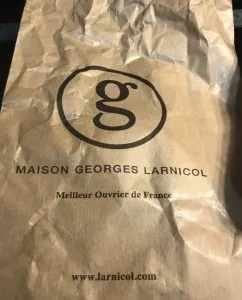 g
MAISON GEORGES LARNICOL
Meilleur Ouvrier de France
www.larnicol.com